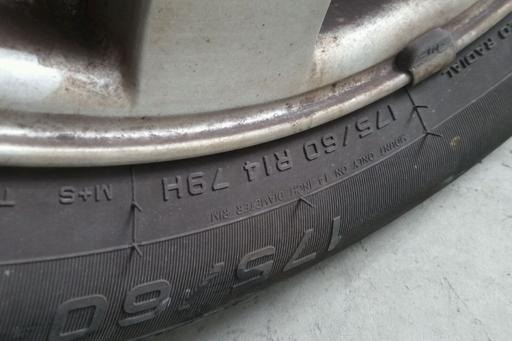 175/60 R14 79H
MOUNT ONLY ON 14 INCH DIAMETER RIM
M+S
RADIAL
175 60